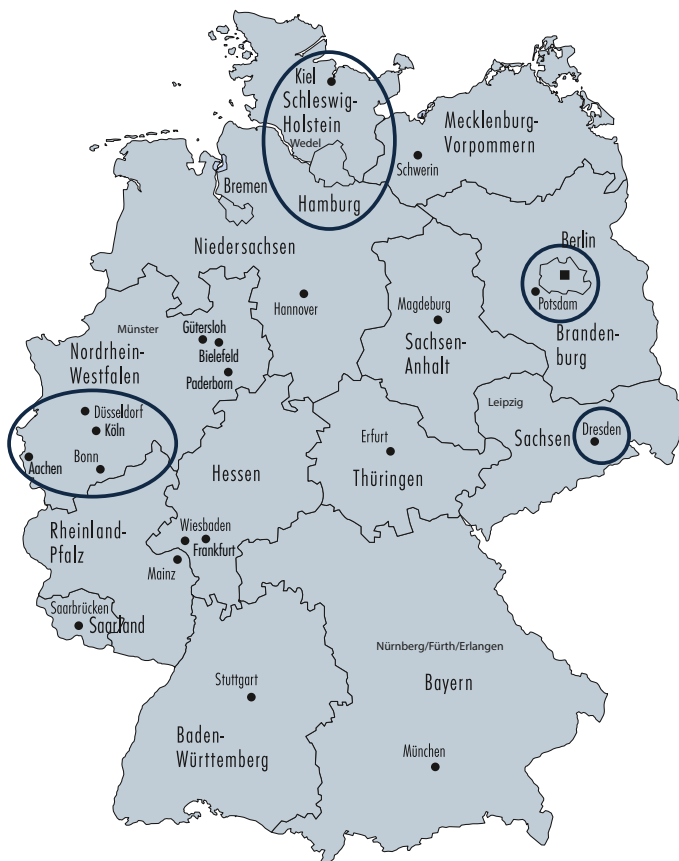 Kiel
Schleswig-
Holstein
Wedel
Mecklenburg-
Vorpommern
Schwerin
Bremen
Hamburg
Niedersachsen
Berlin
Potsdam
Branden-
burg
Hannover
Magdeburg
Sachsen-
Anhalt
Münster
Gütersloh
Bielefeld
Paderborn
Nordrhein-
Westfalen
Düsseldorf
Köln
Aachen
Bonn
Leipzig
Sachsen
Dresden
Erfurt
Thüringen
Hessen
Rheinland-
Pfalz
Wiesbaden
Frankfurt
Mainz
Saarbrücken
Saarland
Nürnberg/Fürth/Erlangen
Bayern
Stuttgart
Baden-
Württemberg
München